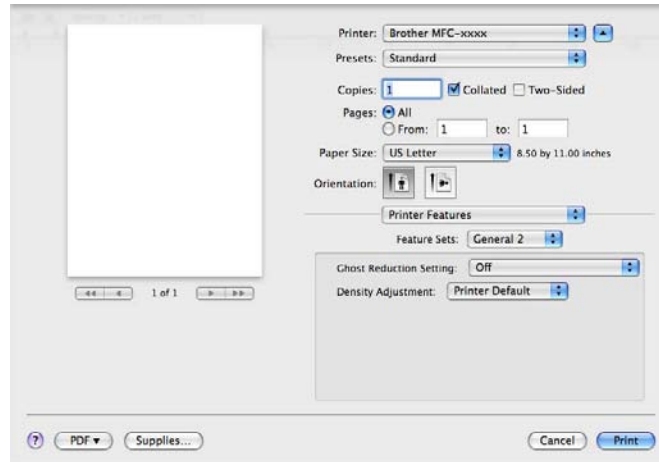 Printer: Brother MFC-xxxx
Presets: Standard
Copies: 1 Collated Two-Sided
Pages: All
From: 1 to: 1
Paper Size: US Letter 8.50 by 11.00 inches
Orientation:
Printer Features
Feature Sets: General 2
Ghost Reduction Setting: Off
Density Adjustment: Printer Default
1 of 1
? PDF Supplies... Cancel Print